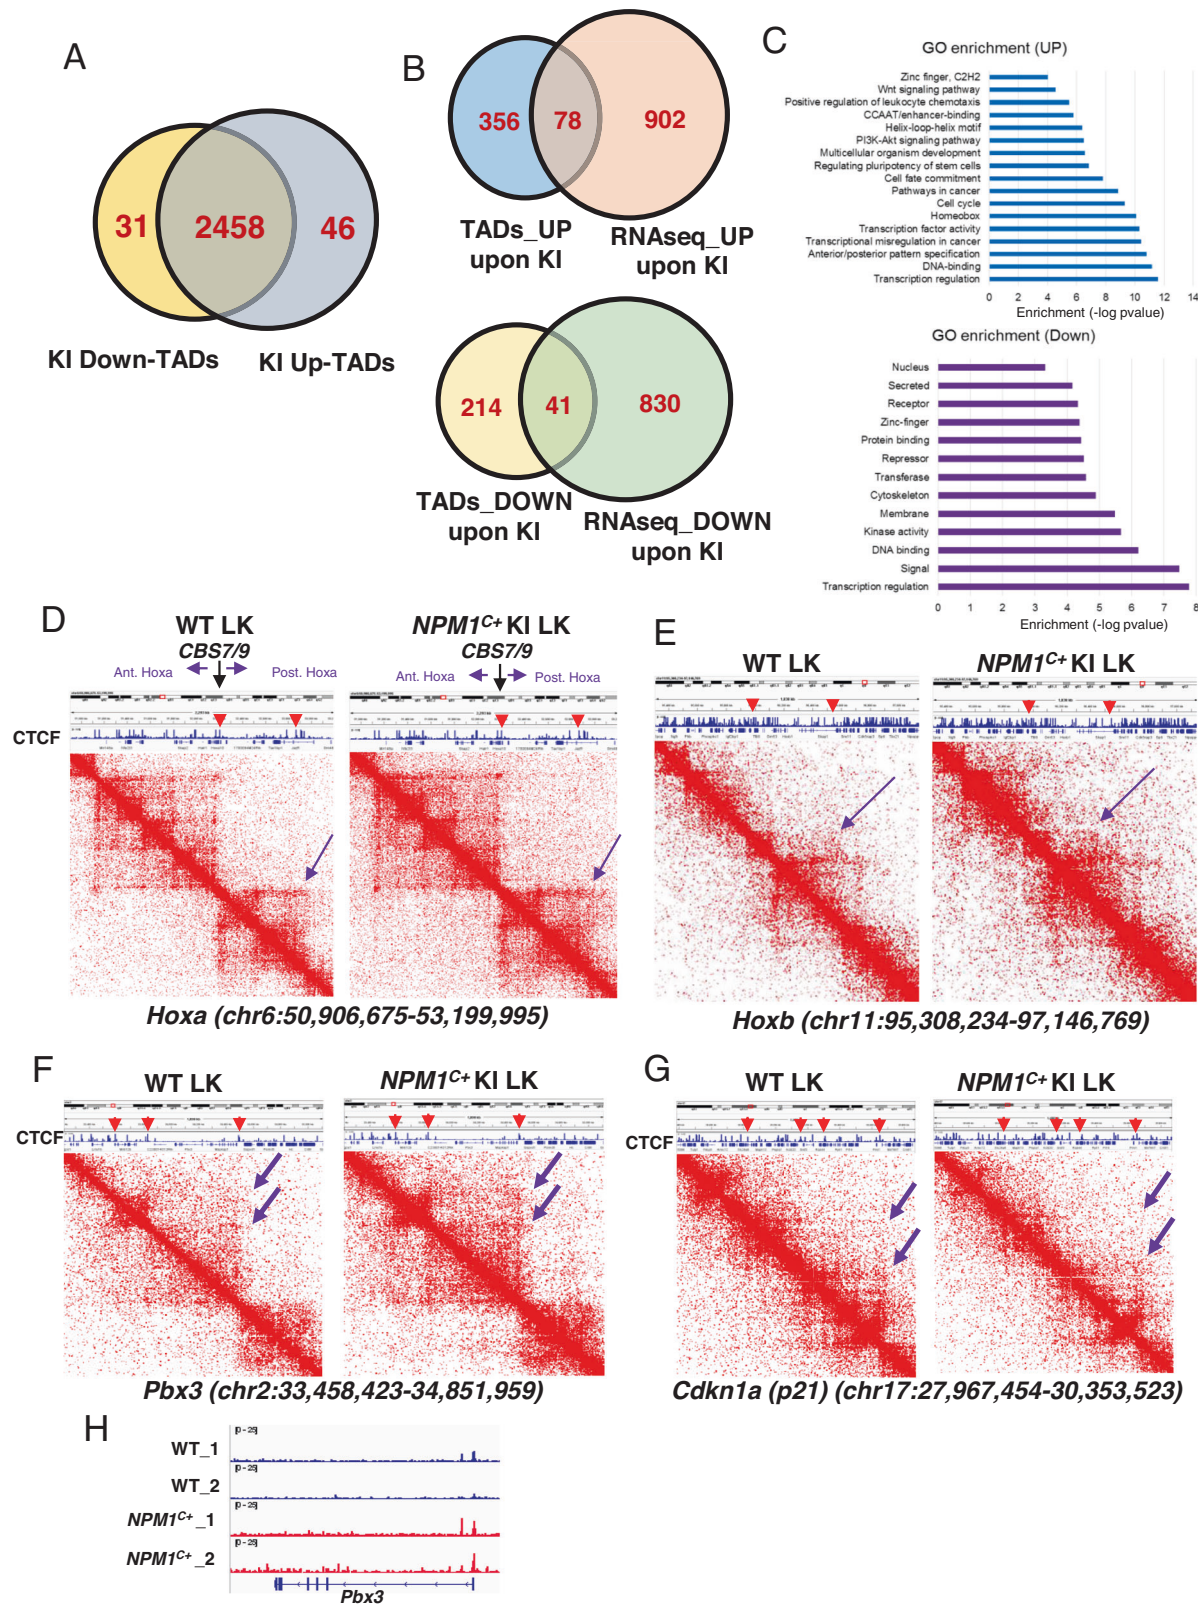 A
31
2458
46
KI Down-TADs
KI Up-TADs
B
356
78
902
TADs_UP
upon KI
RNAseq_UP
upon KI
214
41
830
TADs_DOWN
upon KI
RNAseq_DOWN
upon KI
C
GO enrichment (UP)
Zinc finger, C2H2
Wnt signaling pathway
Positive regulation of leukocyte chemotaxis
CCAAT/enhancer-binding
Helix-loop-helix motif
PI3K-Akt signaling pathway
Multicellular organism development
Regulating pluripotency of stem cells
Cell fate commitment
Pathways in cancer
Cell cycle
Homeobox
Transcription factor activity
Transcriptional misregulation in cancer
Anterior/posterior pattern specification
DNA-binding
Transcription regulation
0 2 4 6 8 10 12 14
Enrichment (-log pvalue)
GO enrichment (Down)
Nucleus
Secreted
Receptor
Zinc-finger
Protein binding
Repressor
Transferase
Cytoskeleton
Membrane
Kinase activity
DNA binding
Signal
Transcription regulation
0 1 2 3 4 5 6 7 8
Enrichment (-log pvalue)
D
WT LK
CBS7/9
Ant. Hoxa
Post. Hoxa
NPM1C+ KI LK
CBS7/9
Ant. Hoxa
Post. Hoxa
CTCF
Hoxa (chr6:50,906,675-53,199,995)
E
WT LK
NPM1C+ KI LK
Hoxb (chr11:95,308,234-97,146,769)
F
WT LK
NPM1C+ KI LK
CTCF
Pbx3 (chr2:33,458,423-34,851,959)
G
WT LK
NPM1C+ KI LK
CTCF
Cdkn1a (p21) (chr17:27,967,454-30,353,523)
H
WT_1
[0 - 25]
WT_2
[0 - 25]
NPM1C+_1
[0 - 25]
NPM1C+_2
[0 - 25]
Pbx3